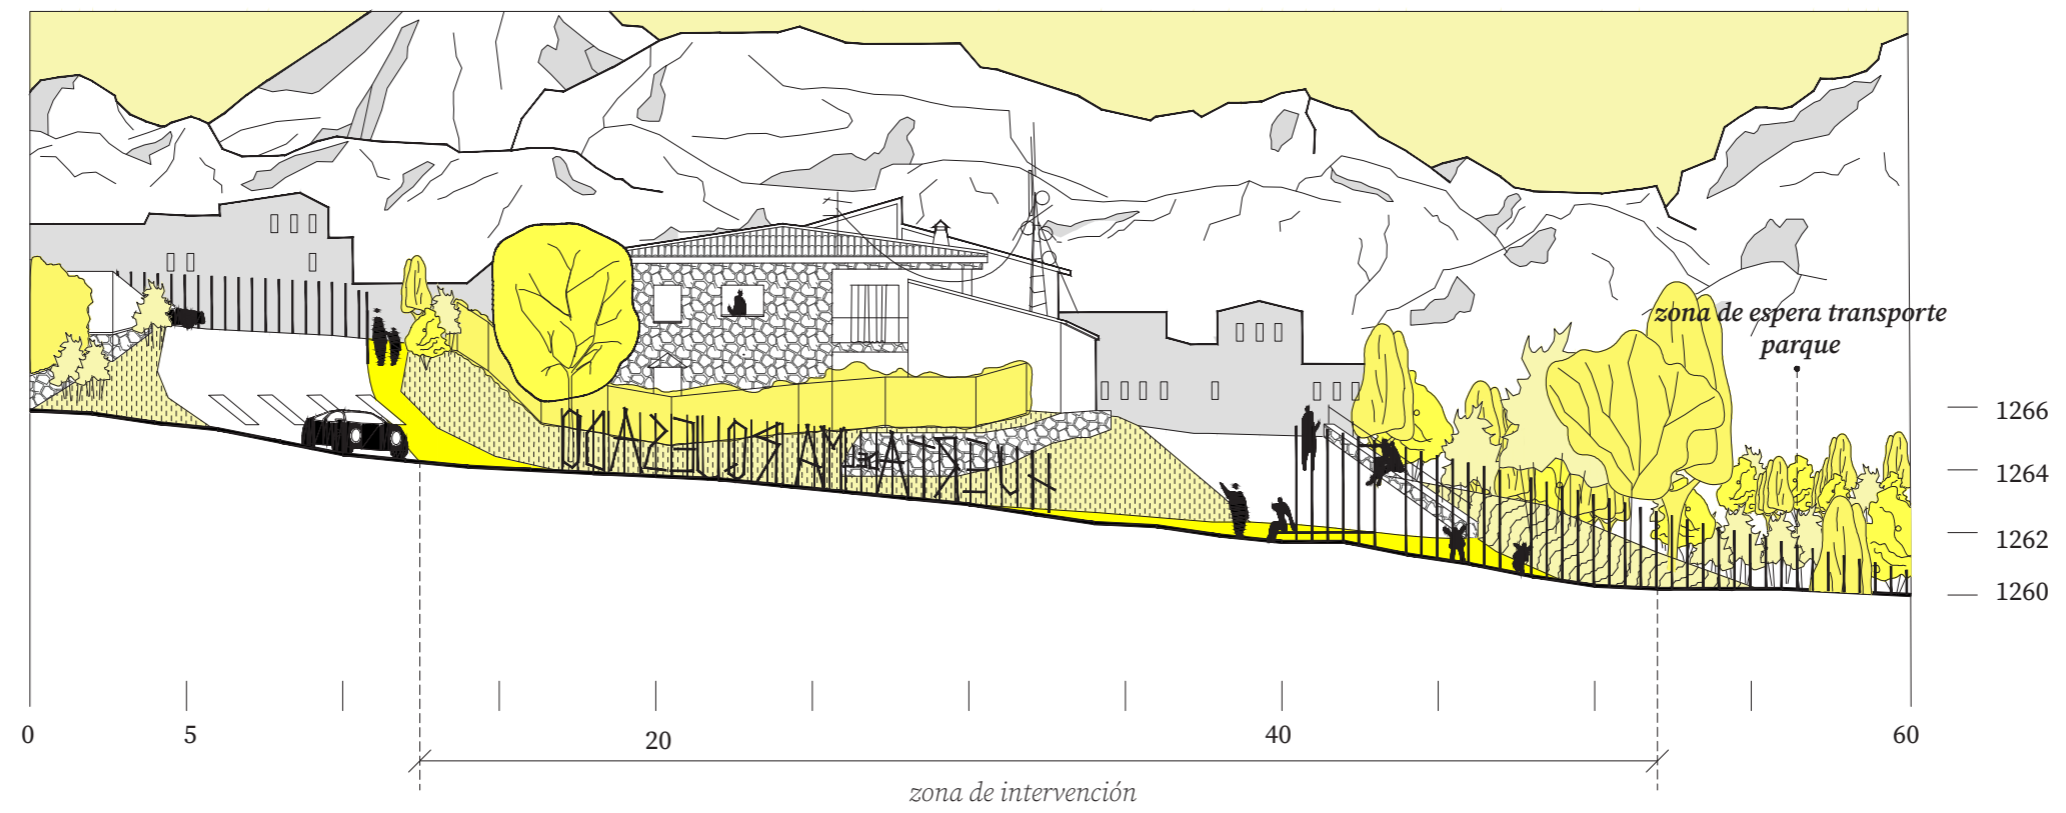 zona de espera transporte
parque
1266
1264
1262
1260
0 5 20 40 60
zona de intervención